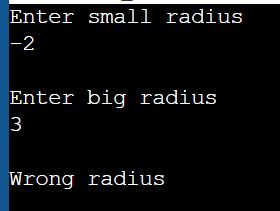 Enter small radius
-2
Enter big radius
3
Wrong radius